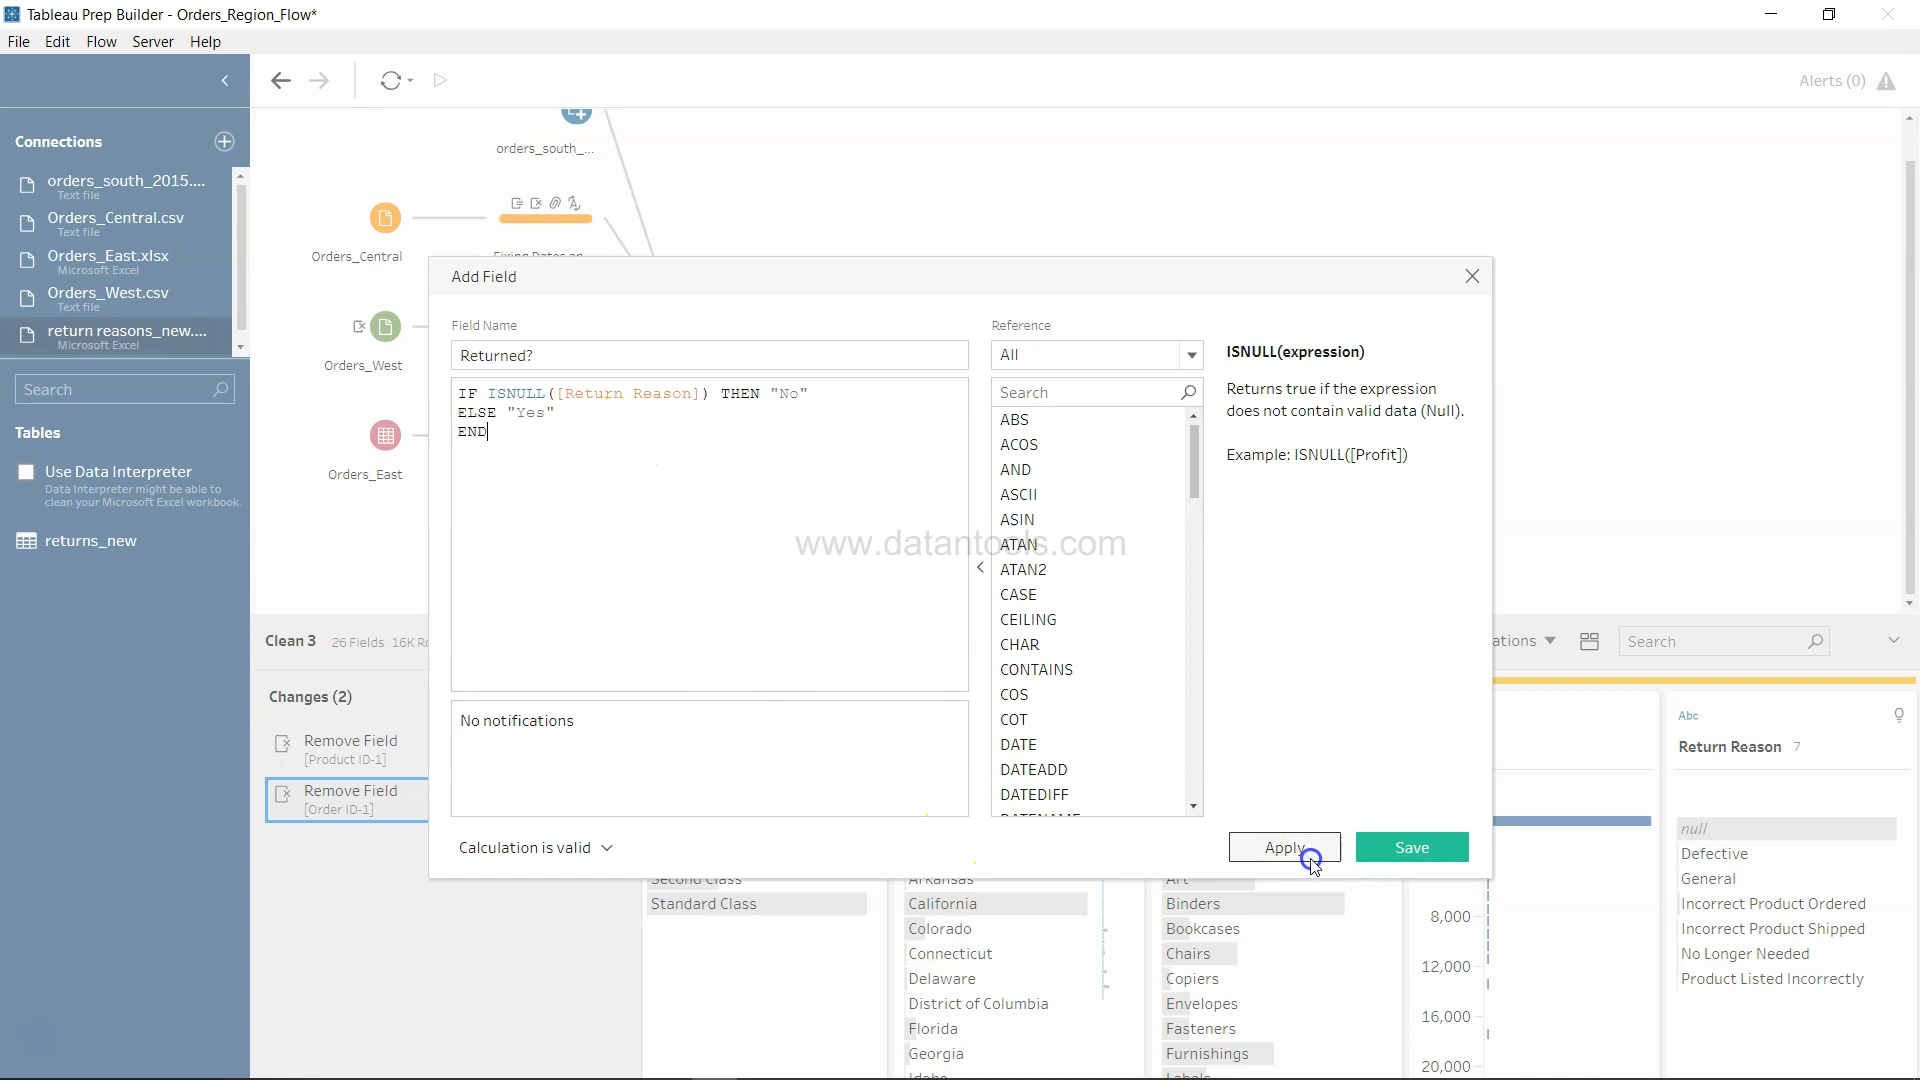 Tableau Prep Builder - Orders_Region_Flow*
File Edit Flow Server Help
Alerts (0)
Connections
orders_south_2015....
Text file
Orders_Central.csv
Text file
Orders_East.xlsx
Microsoft Excel
Orders_West.csv
Text file
return reasons_new....
Microsoft Excel
Search
Tables
Use Data Interpreter
Data Interpreter might be able to
clean your Microsoft Excel workbook.
returns_new
orders_south_...
Orders_Central
Orders_West
Orders_East
Add Field
Field Name
Returned?
IF ISNULL([Return Reason]) THEN "No"
ELSE "Yes"
END
No notifications
Calculation is valid
Reference
All
Search
ABS
ACOS
AND
ASCII
ASIN
ATAN
ATAN2
CASE
CEILING
CHAR
CONTAINS
COS
COT
DATE
DATEADD
DATEDIFF
DATENAME
ISNULL(expression)
Returns true if the expression
does not contain valid data (Null).
Example: ISNULL([Profit])
Apply
Save
www.datantools.com
Clean 3 26 Fields 16K
ations
Search
Changes (2)
Remove Field
[Product ID-1]
Remove Field
[Order ID-1]
Second Class
Standard Class
Arkansas
California
Colorado
Connecticut
Delaware
District of Columbia
Florida
Georgia
Idaho
Art
Binders
Bookcases
Chairs
Copiers
Envelopes
Fasteners
Furnishings
Labels
8,000
12,000
16,000
20,000
Abc
Return Reason 7
null
Defective
General
Incorrect Product Ordered
Incorrect Product Shipped
No Longer Needed
Product Listed Incorrectly